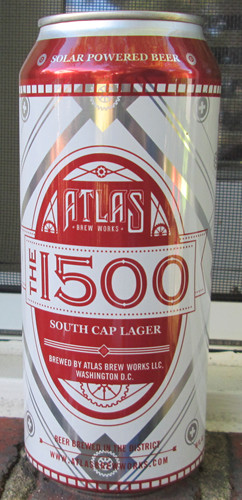 SOLAR POWERED BEER
ATLAS
BREW WORKS
THE 1500
SOUTH CAP LAGER
BREWED BY ATLAS BREW WORKS LLC,
WASHINGTON D.C.
BEER BREWED IN THE DISTRICT
WWW.ATLASBREWWORKS.COM